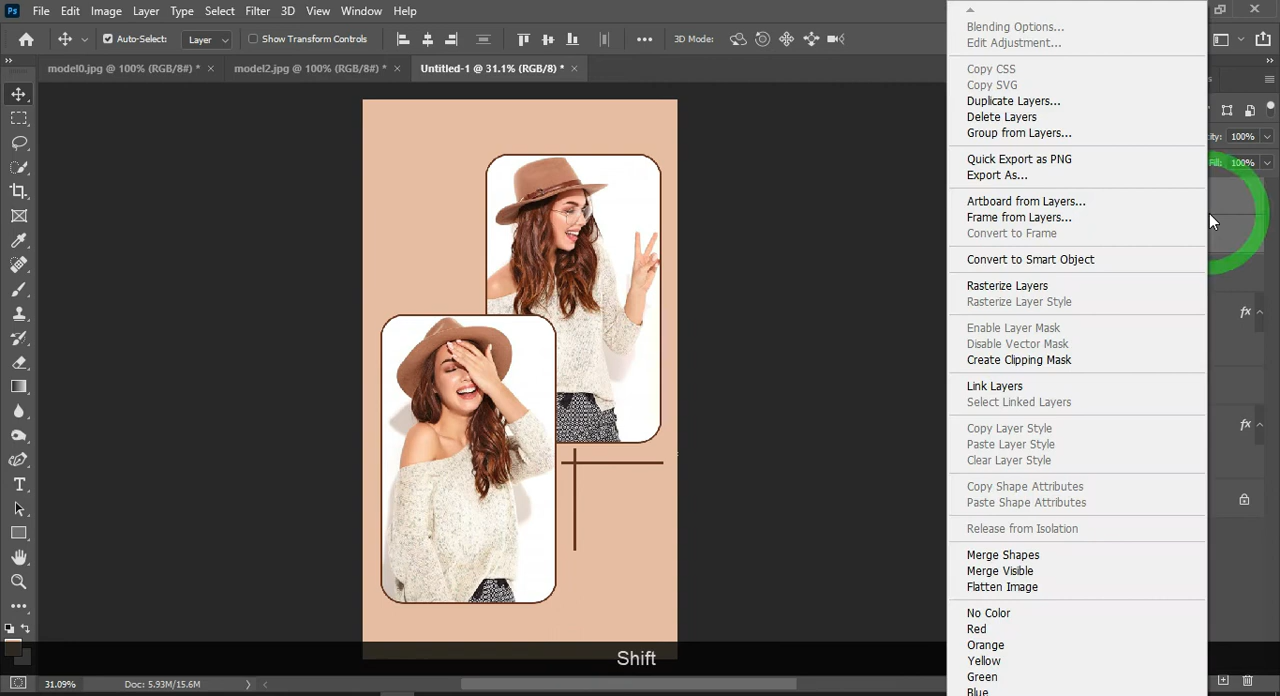 Ps File Edit Image Layer Type Select Filter 3D View Window Help
Auto-Select: Layer Show Transform Controls 3D Mode:
model0.jpg @ 100% (RGB/8#) * × model2.jpg @ 100% (RGB/8#) * × Untitled-1 @ 31.1% (RGB/8) * ×
Blending Options...
Edit Adjustment...
Copy CSS
Copy SVG
Duplicate Layers...
Delete Layers
Group from Layers...
Quick Export as PNG
Export As...
Artboard from Layers...
Frame from Layers...
Convert to Frame
Convert to Smart Object
Rasterize Layers
Rasterize Layer Style
Enable Layer Mask
Disable Vector Mask
Create Clipping Mask
Link Layers
Select Linked Layers
Copy Layer Style
Paste Layer Style
Clear Layer Style
Copy Shape Attributes
Paste Shape Attributes
Release from Isolation
Merge Shapes
Merge Visible
Flatten Image
No Color
Red
Orange
Yellow
Green
Blue
100%
Fill: 100%
fx
fx
Shift
31.09% Doc: 5.93M/15.6M